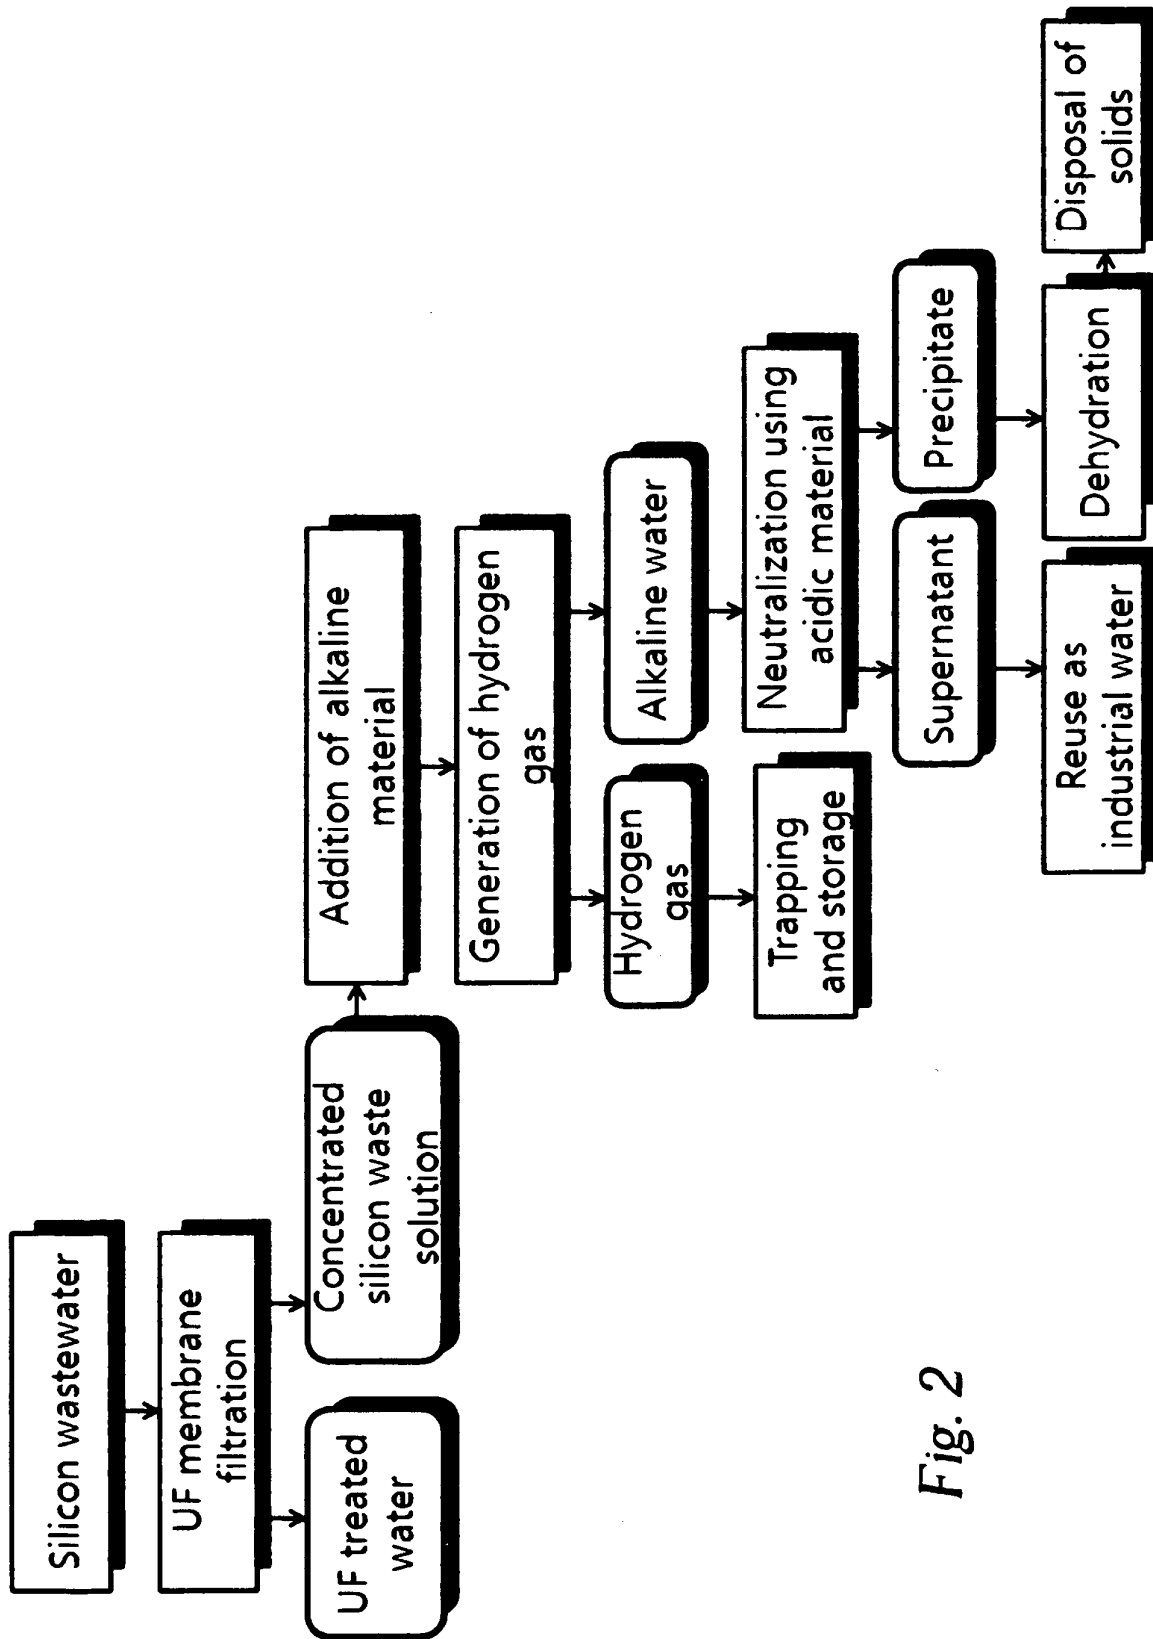 Silicon wastewater
UF membrane
filtration
UF treated
water
Concentrated
silicon waste
solution
Addition of alkaline
material
Generation of hydrogen
gas
Hydrogen
gas
Alkaline water
Trapping
and storage
Neutralization using
acidic material
Supernatant
Precipitate
Reuse as
industrial water
Dehydration
Disposal of
solids
Fig. 2